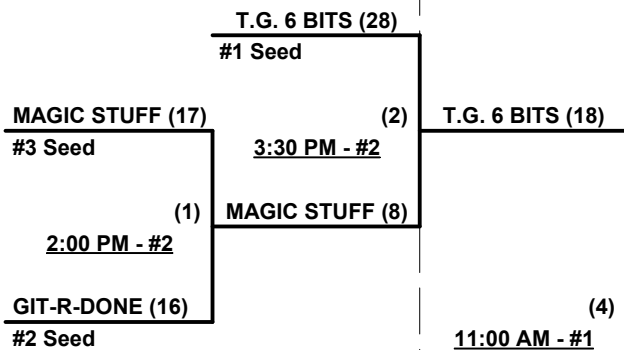 T.G. 6 BITS (28)
#1 Seed
MAGIC STUFF (17)
#3 Seed
(2)
3:30 PM - #2
T.G. 6 BITS (18)
(1)
2:00 PM - #2
MAGIC STUFF (8)
GIT-R-DONE (16)
#2 Seed
(4)
11:00 AM - #1